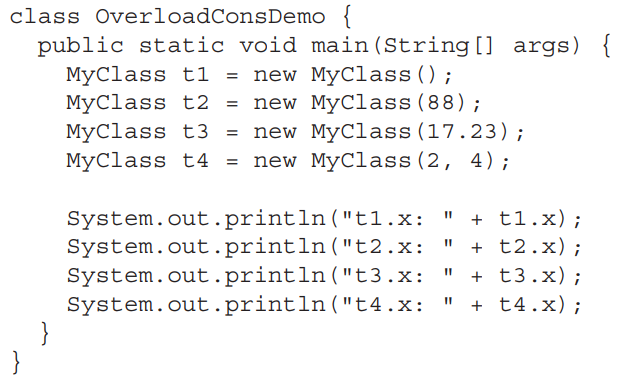 class OverloadConsDemo {
  public static void main(String[] args) {
    MyClass t1 = new MyClass();
    MyClass t2 = new MyClass(88);
    MyClass t3 = new MyClass(17.23);
    MyClass t4 = new MyClass(2, 4);

    System.out.println("t1.x: " + t1.x);
    System.out.println("t2.x: " + t2.x);
    System.out.println("t3.x: " + t3.x);
    System.out.println("t4.x: " + t4.x);
  }
}